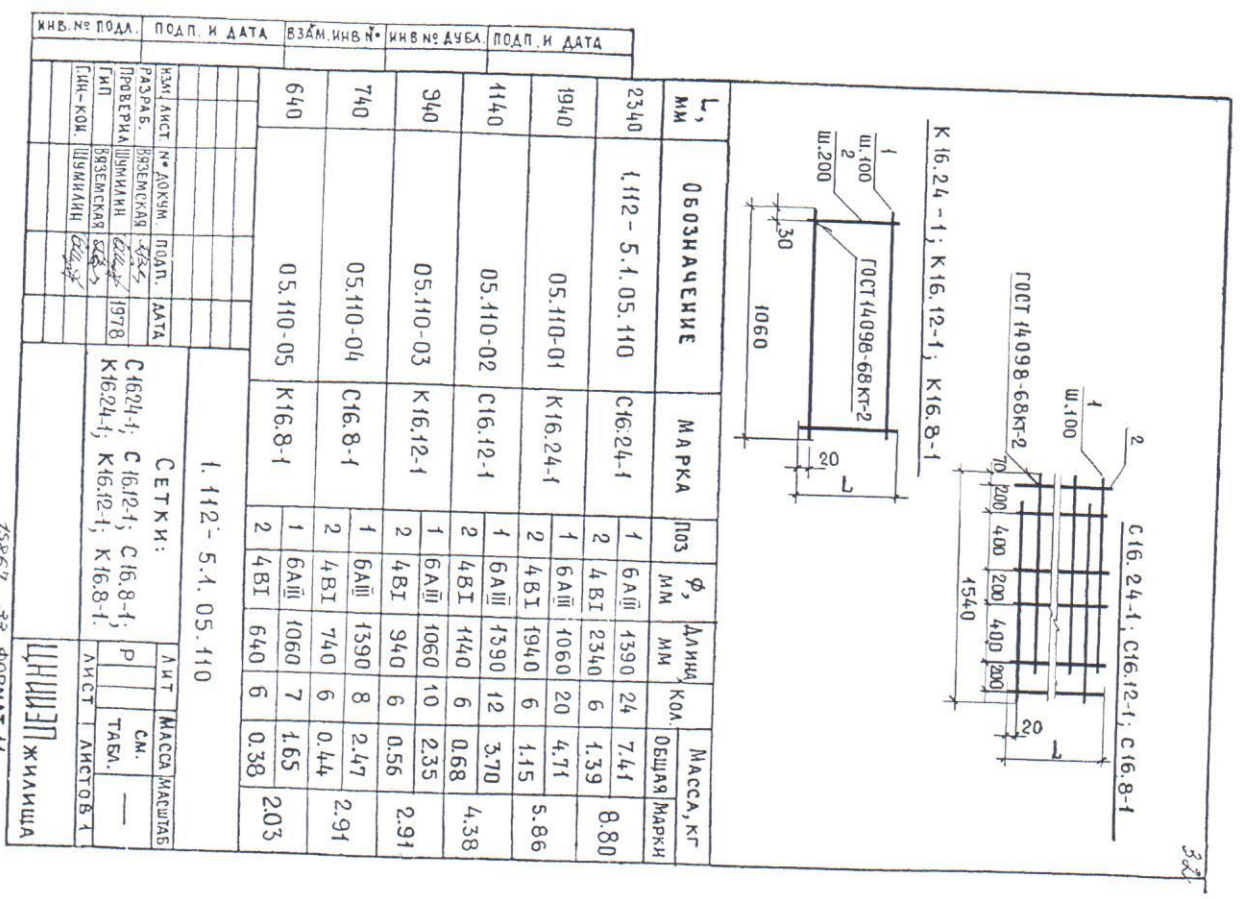 32
К 16.24-1; К 16.12-1; К16.8-1
1
ш.100
2
ш.200
ГОСТ 14098-68КТ-2
30
1060
20
L
С16.24-1; С16.12-1; С16.8-1
1
ш.100
2
ГОСТ 14098-68КТ-2
70 200 400 200 400 200
1540
20
L
L, мм ОБОЗНАЧЕНИЕ МАРКА ПОЗ Ø, мм ДЛИНА, мм КОЛ. МАССА, КГ
ОБЩАЯ МАРКИ
2340 1.112-5.1.05.110 С16.24-1 1 6АIII 1390 24 7.41 8.80
2 4ВI 2340 6 1.39
1940 05.110-01 К16.24-1 1 6АIII 1060 20 4.71 5.86
2 4ВI 1940 6 1.15
1140 05.110-02 С16.12-1 1 6АIII 1390 12 3.70 4.38
2 4ВI 1140 6 0.68
940 05.110-03 К16.12-1 1 6АIII 1060 10 2.35 2.91
2 4ВI 940 6 0.56
740 05.110-04 С16.8-1 1 6АIII 1390 8 2.47 2.91
2 4ВI 740 6 0.44
640 05.110-05 К16.8-1 1 6АIII 1060 7 1.65 2.03
2 4ВI 640 6 0.38
1.112-5.1.05.110
ИЗМ. ЛИСТ. № ДОКУМ. ПОДП. ДАТА
РАЗРАБ. ВЯЗЕМСКАЯ
ПРОВЕРИЛ ШУМИЛИН 1978
ГИП ВЯЗЕМСКАЯ
Г.ИН-КОН. ШУМИЛИН
СЕТКИ:
С16.24-1; С16.12-1; С16.8-1;
К16.24-1; К16.12-1; К16.8-1.
ЛИТ МАССА МАСШТАБ
Р СМ. ТАБЛ. —
ЛИСТ ЛИСТОВ 1
ЦНИИЭП ЖИЛИЩА
ИНВ. № ПОДЛ. ПОДП. И ДАТА ВЗАМ. ИНВ № ИНВ № ДУБЛ. ПОДП. И ДАТА
15867 33 ФОРМАТ 11